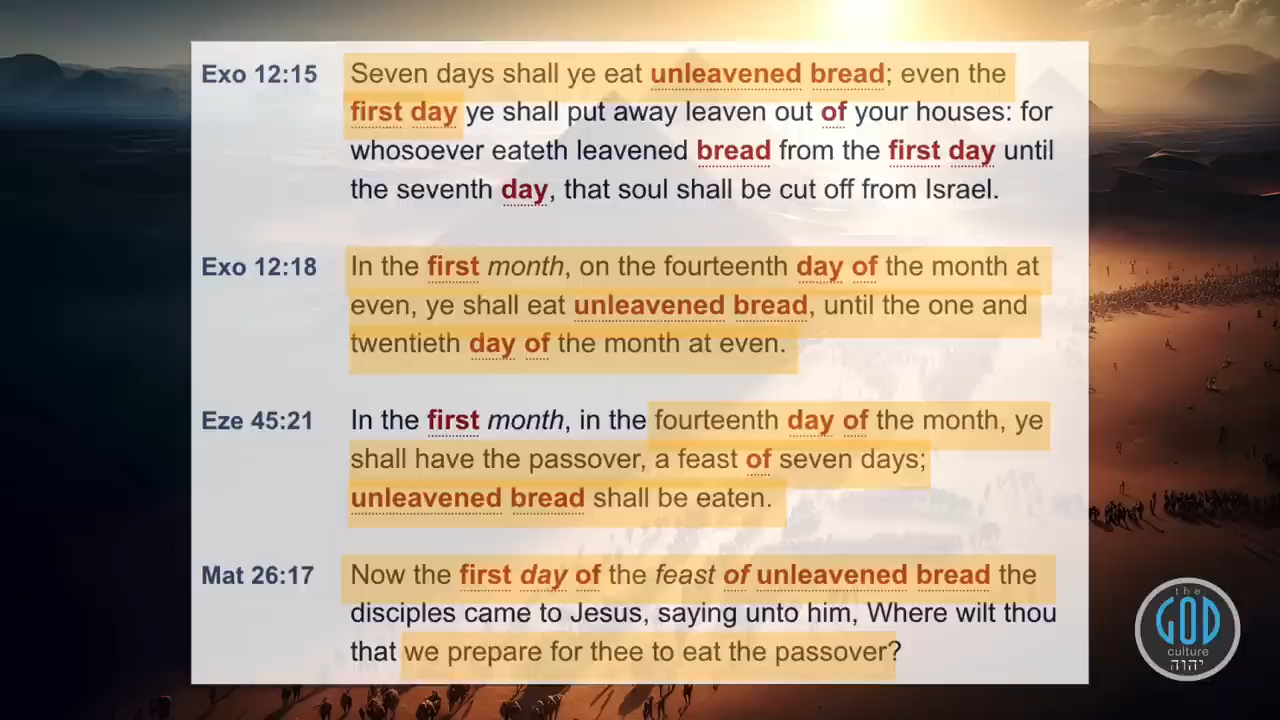 Exo 12:15 Seven days shall ye eat unleavened bread; even the
first day ye shall put away leaven out of your houses: for
whosoever eateth leavened bread from the first day until
the seventh day, that soul shall be cut off from Israel.
Exo 12:18 In the first month, on the fourteenth day of the month at
even, ye shall eat unleavened bread, until the one and
twentieth day of the month at even.
Eze 45:21 In the first month, in the fourteenth day of the month, ye
shall have the passover, a feast of seven days;
unleavened bread shall be eaten.
Mat 26:17 Now the first day of the feast of unleavened bread the
disciples came to Jesus, saying unto him, Where wilt thou
that we prepare for thee to eat the passover?
the
GOD
culture
יהוה